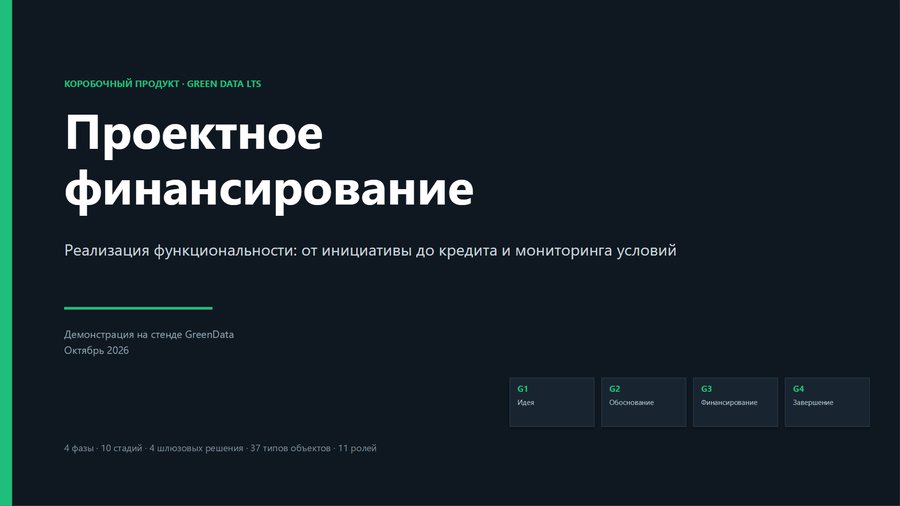 КОРОБОЧНЫЙ ПРОДУКТ · GREEN DATA LTS
Проектное
финансирование
Реализация функциональности: от инициативы до кредита и мониторинга условий
Демонстрация на стенде GreenData
Октябрь 2026
G1
Идея
G2
Обоснование
G3
Финансирование
G4
Завершение
4 фазы · 10 стадий · 4 шлюзовых решения · 37 типов объектов · 11 ролей